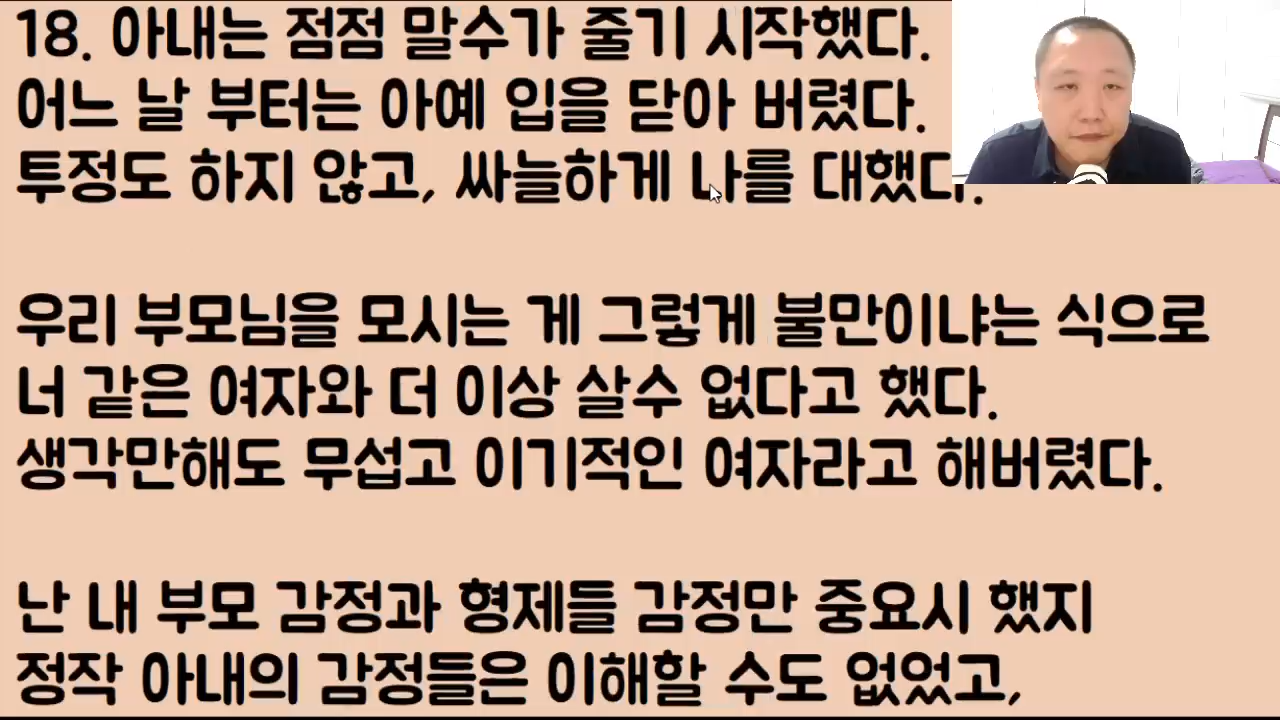 18. 아내는 점점 말수가 줄기 시작했다.
어느 날 부터는 아예 입을 닫아 버렸다.
투정도 하지 않고, 싸늘하게 나를 대했다.
우리 부모님을 모시는 게 그렇게 불만이냐는 식으로
너 같은 여자와 더 이상 살수 없다고 했다.
생각만해도 무섭고 이기적인 여자라고 해버렸다.
난 내 부모 감정과 형제들 감정만 중요시 했지
정작 아내의 감정들은 이해할 수도 없었고,